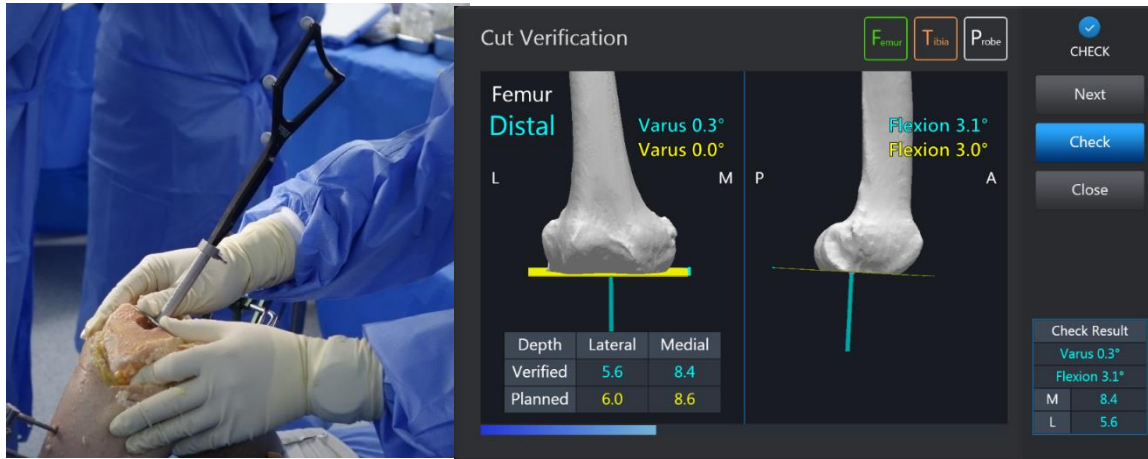 Cut Verification
Femur Tibia Probe
CHECK
Next
Check
Close
Femur
Distal
Varus 0.3°
Varus 0.0°
L M
Flexion 3.1°
Flexion 3.0°
P A
Depth Lateral Medial
Verified 5.6 8.4
Planned 6.0 8.6
Check Result
Varus 0.3°
Flexion 3.1°
M 8.4
L 5.6